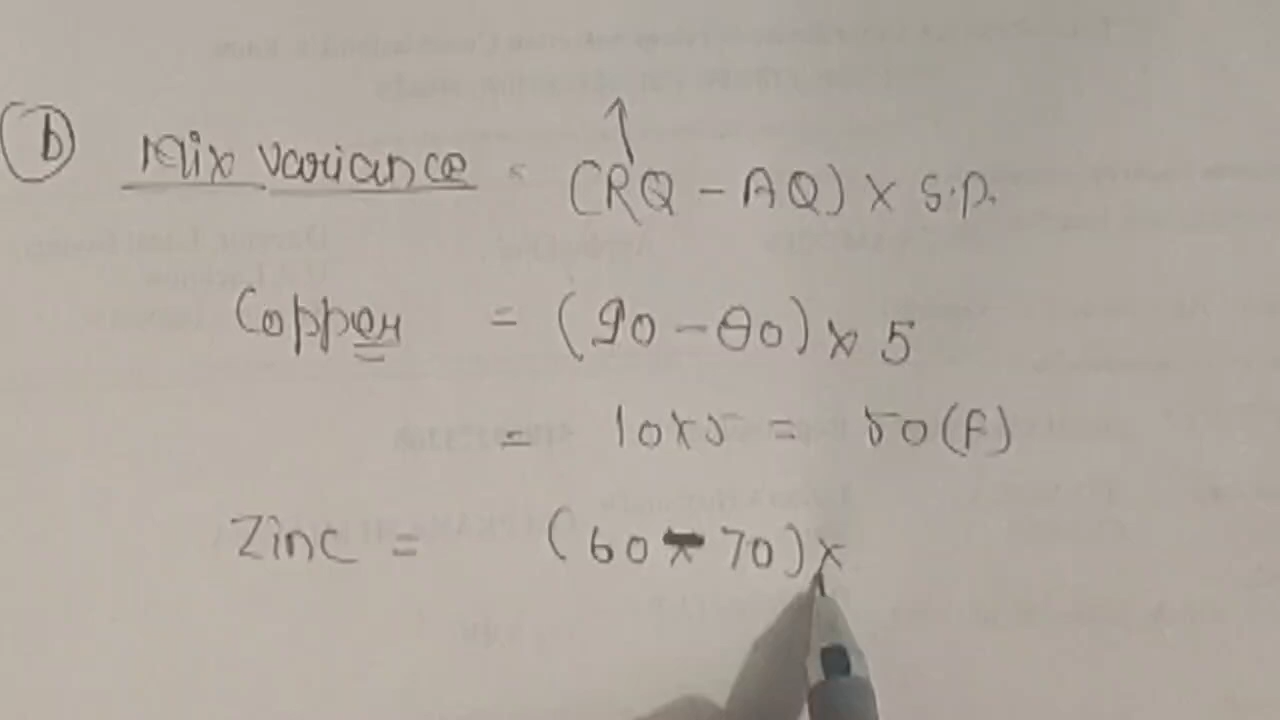 b Mix variance = (RQ - AQ) × S.P.
Copper = (90 - 80) × 5
= 10×5 = 50 (F)
Zinc = (60 - 70) ×